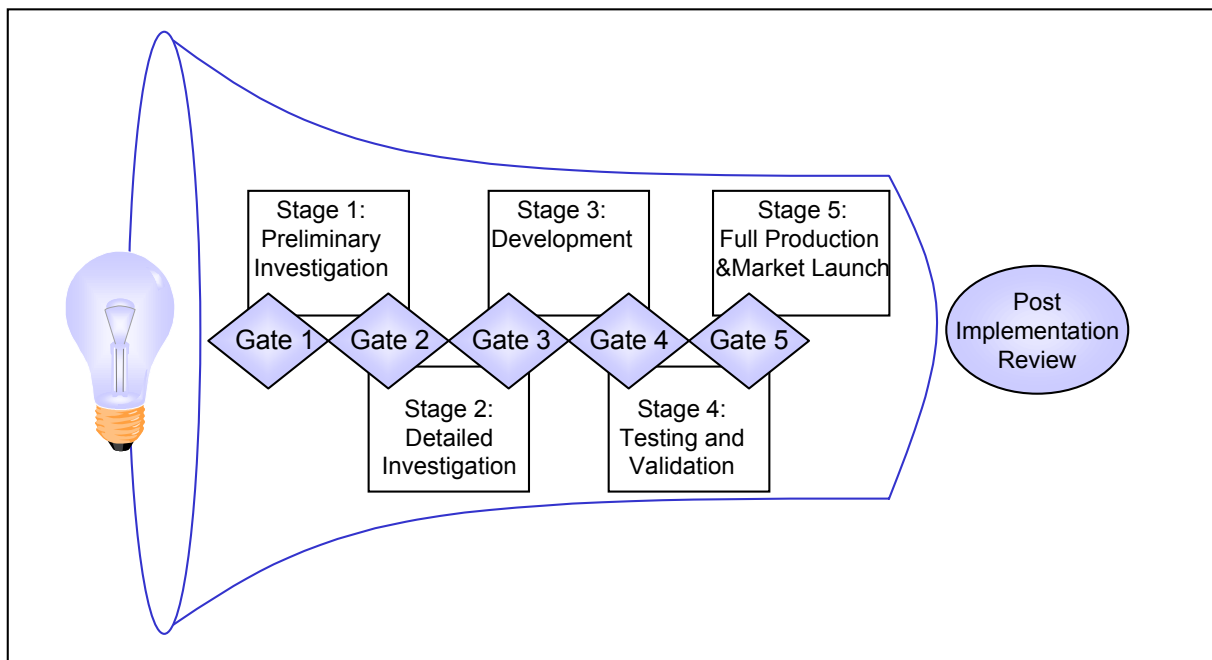 Stage 1:
Preliminary
Investigation
Stage 3:
Development
Stage 5:
Full Production
&Market Launch
Gate 1
Gate 2
Gate 3
Gate 4
Gate 5
Post
Implementation
Review
Stage 2:
Detailed
Investigation
Stage 4:
Testing and
Validation